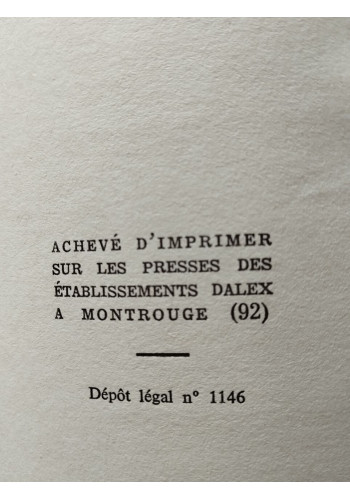 ACHEVÉ D'IMPRIMER
SUR LES PRESSES DES
ÉTABLISSEMENTS DALEX
A MONTROUGE (92)
Dépôt légal n° 1146